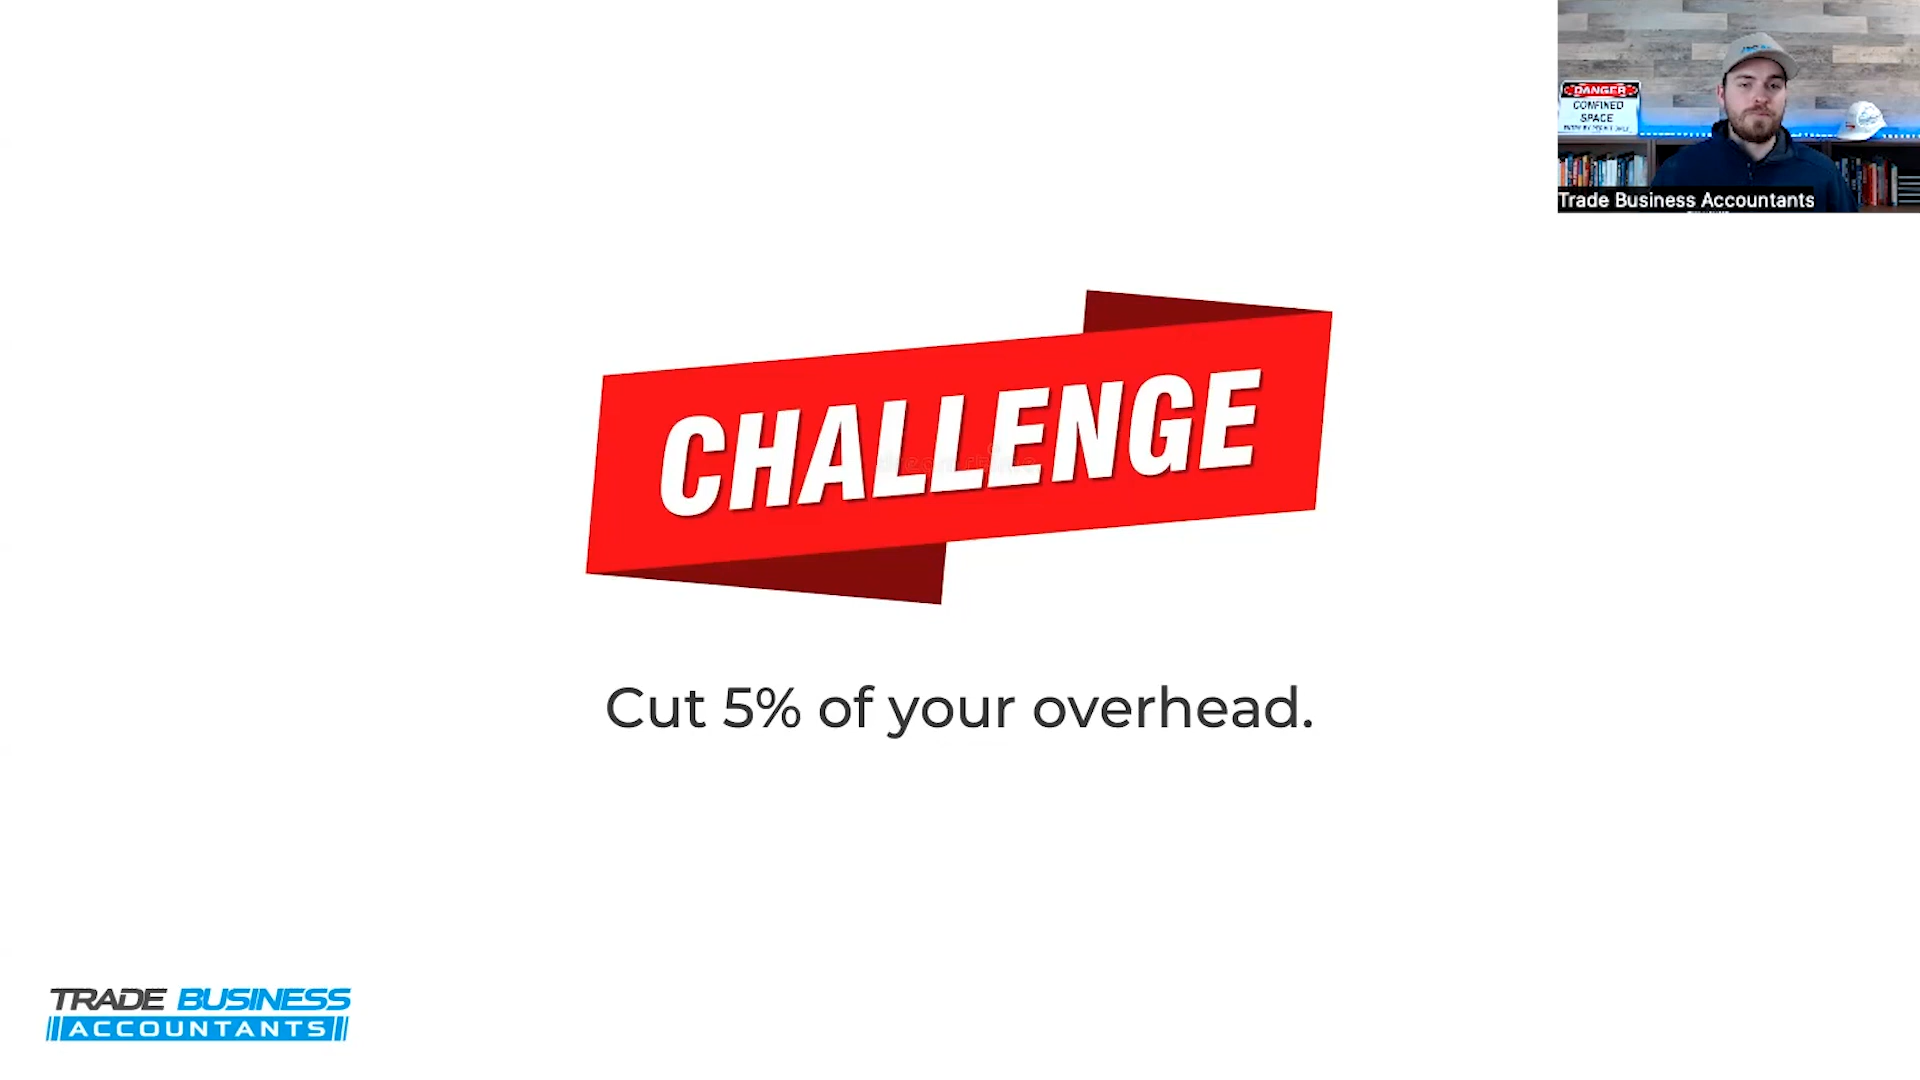 DANGER
CONFINED
SPACE
Trade Business Accountants
CHALLENGE
Cut 5% of your overhead.
TRADE BUSINESS
ACCOUNTANTS